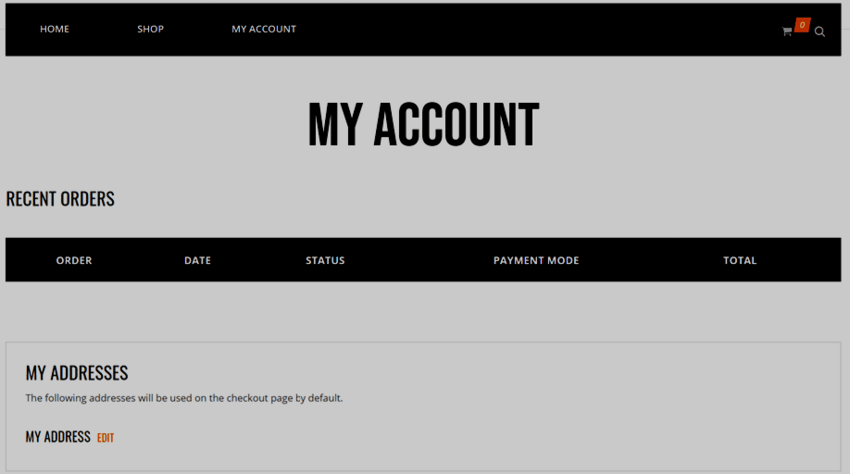 HOME SHOP MY ACCOUNT 0
MY ACCOUNT
RECENT ORDERS
ORDER DATE STATUS PAYMENT MODE TOTAL
MY ADDRESSES
The following addresses will be used on the checkout page by default.
MY ADDRESS EDIT